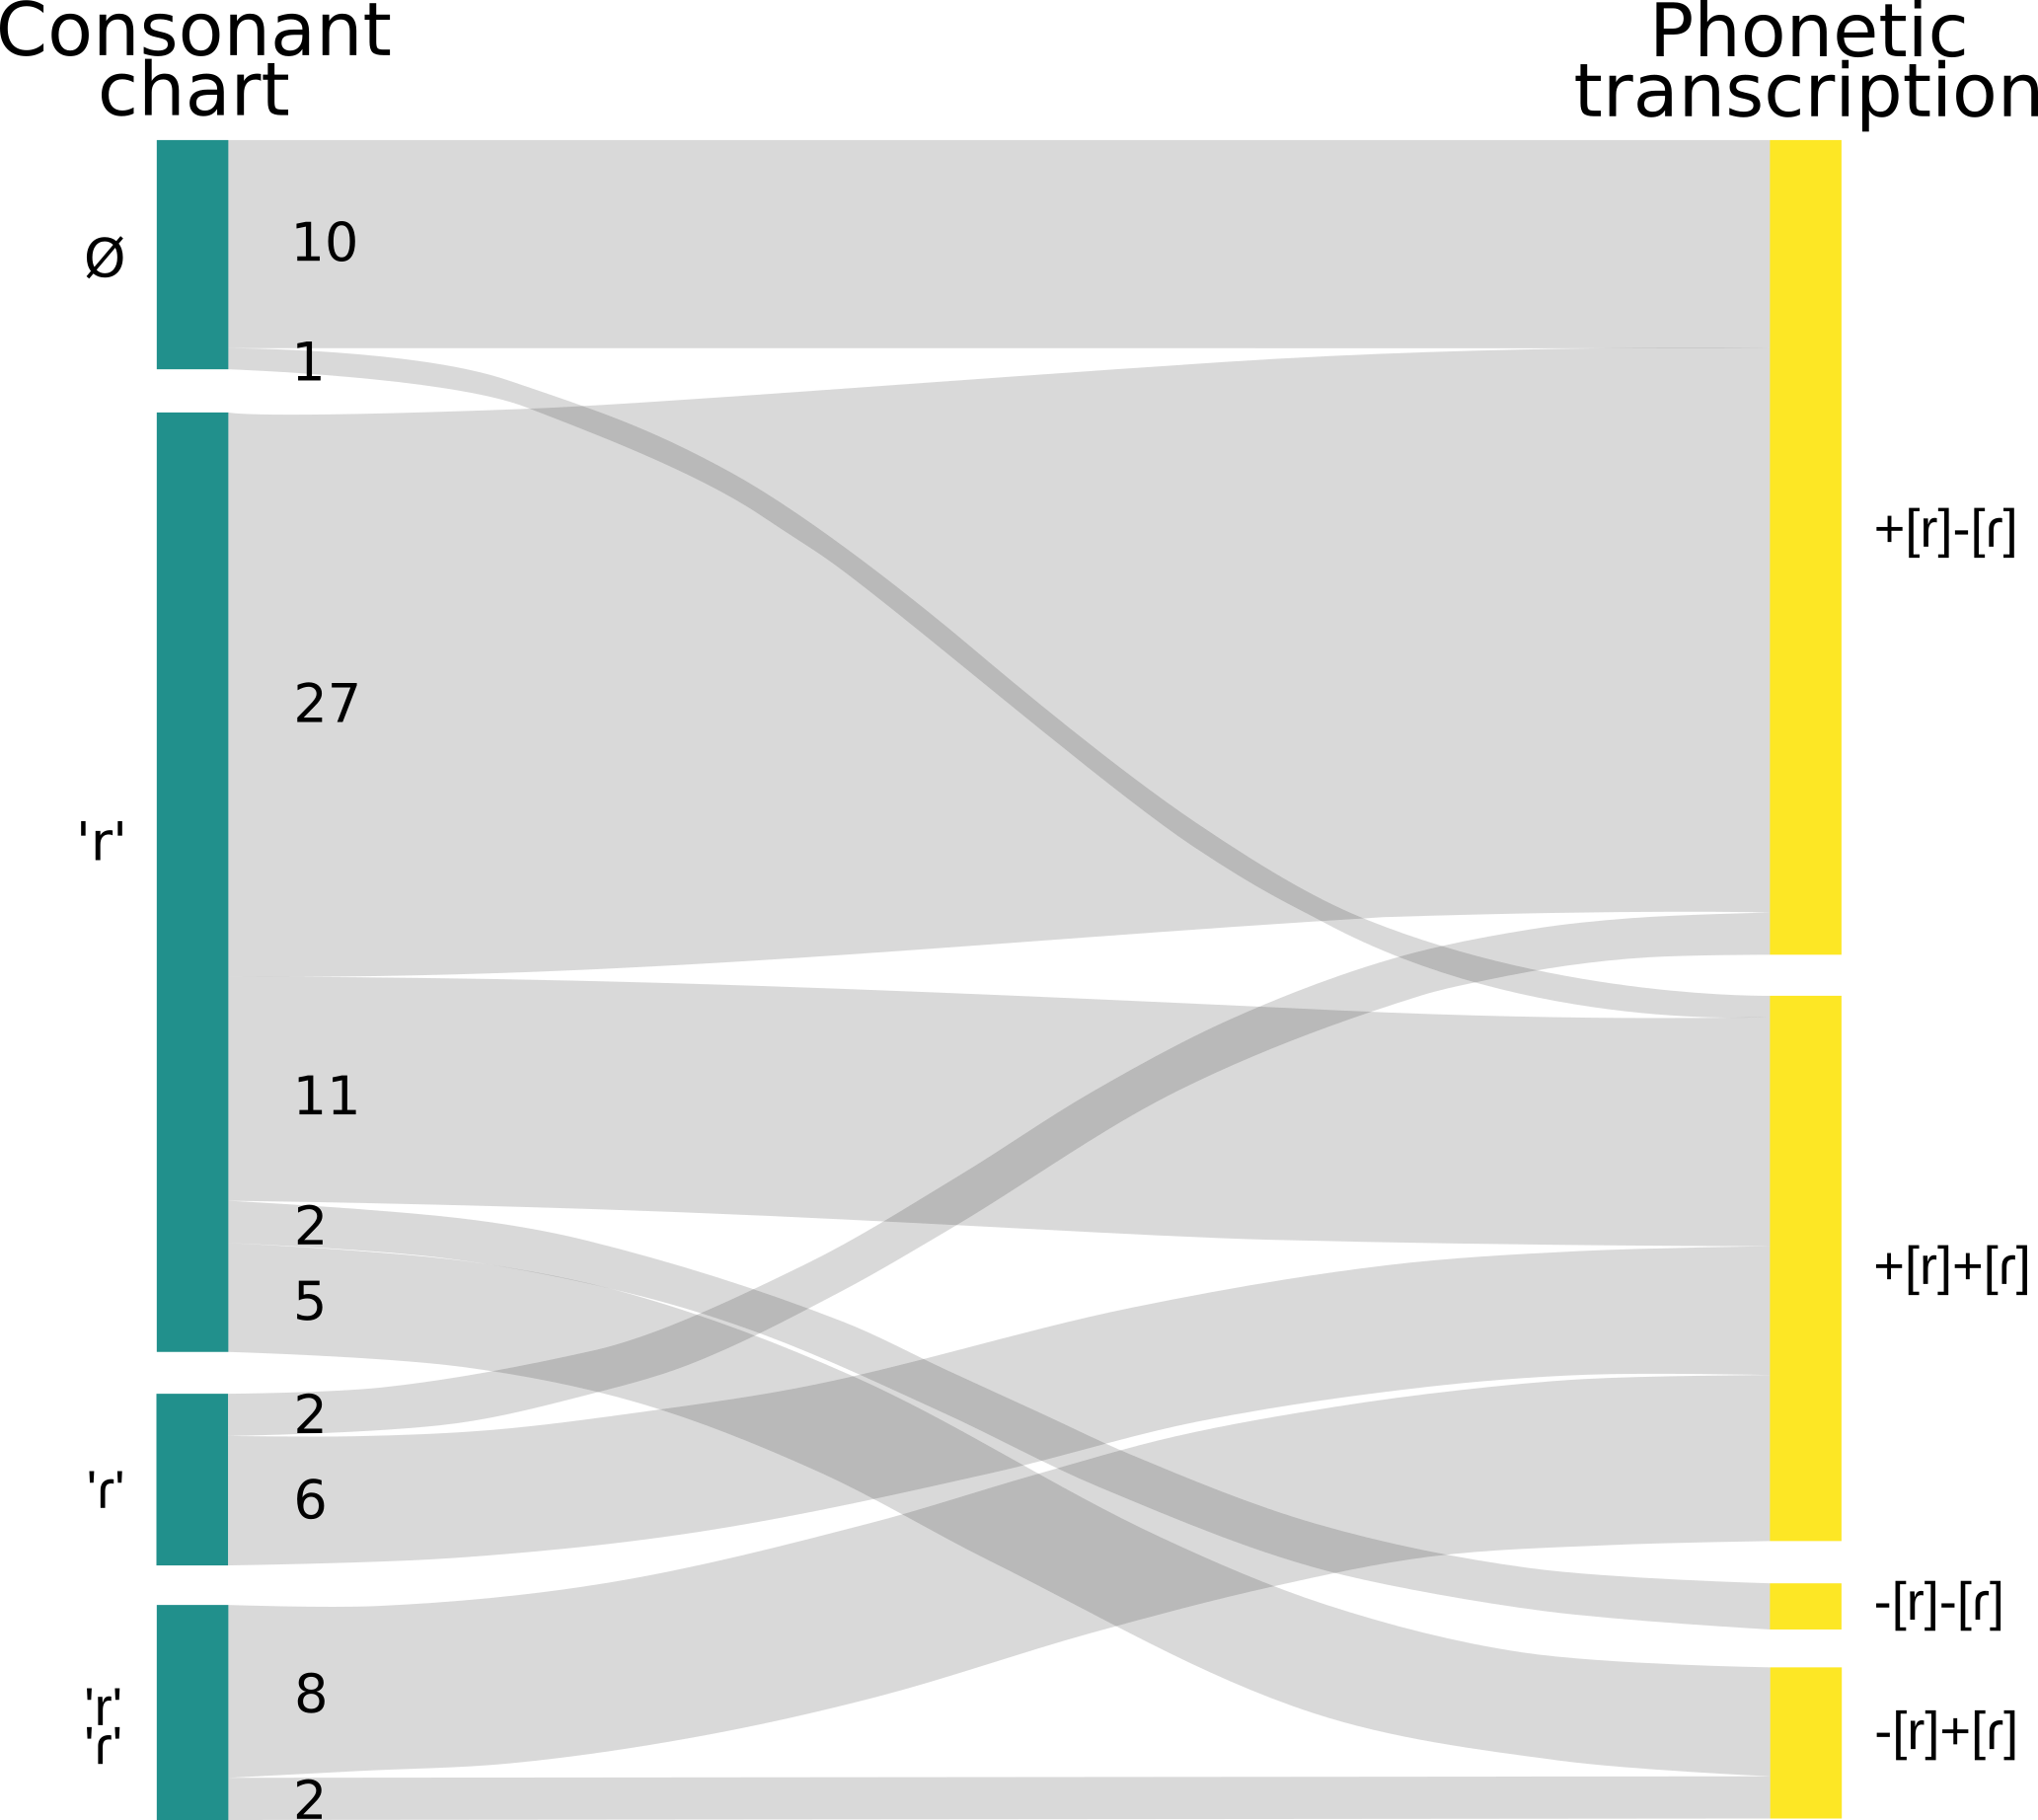 Consonant
chart
Phonetic
transcription
Ø
10
1
'r'
27
11
2
5
'ɾ'
2
6
'r'
'ɾ'
8
2
+[r]-[ɾ]
+[r]+[ɾ]
-[r]-[ɾ]
-[r]+[ɾ]